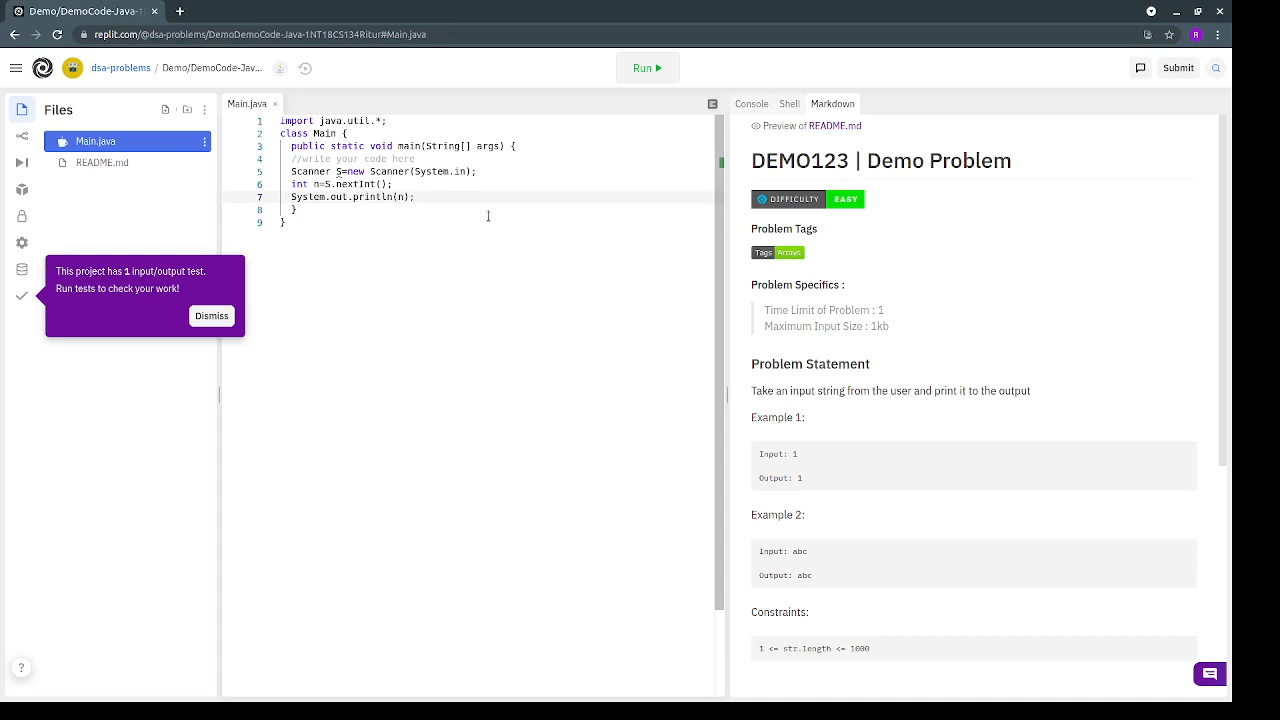 Demo/DemoCode-Java-1
replit.com/@dsa-problems/DemoDemoCode-Java-1NT18CS134Ritur#Main.java
R
dsa-problems / Demo/DemoCode-Jav...
Run
Submit
Files
Main.java
README.md
This project has 1 input/output test.
Run tests to check your work!
Dismiss
?
Main.java ×
1 import java.util.*;
2 class Main {
3 public static void main(String[] args) {
4 //write your code here
5 Scanner S=new Scanner(System.in);
6 int n=S.nextInt();
7 System.out.println(n);
8 }
9 }
Console Shell Markdown
Preview of README.md
DEMO123 | Demo Problem
DIFFICULTY EASY
Problem Tags
Tags Arrays
Problem Specifics :
Time Limit of Problem : 1
Maximum Input Size : 1kb
Problem Statement
Take an input string from the user and print it to the output
Example 1:
Input: 1
Output: 1
Example 2:
Input: abc
Output: abc
Constraints:
1 <= str.length <= 1000